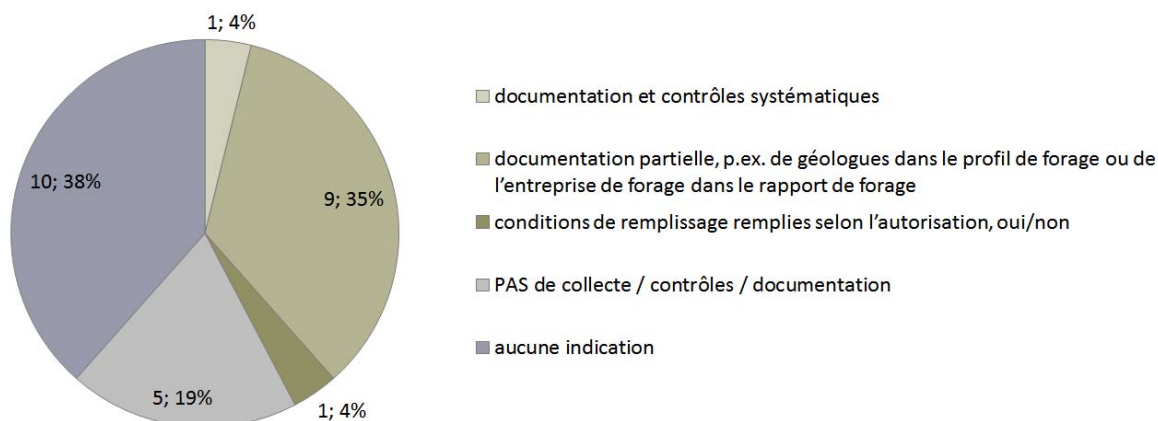 1; 4%
documentation et contrôles systématiques
documentation partielle, p.ex. de géologues dans le profil de forage ou de
l'entreprise de forage dans le rapport de forage
10; 38%
9; 35%
conditions de remplissage remplies selon l'autorisation, oui/non
PAS de collecte / contrôles / documentation
aucune indication
5; 19%
1; 4%